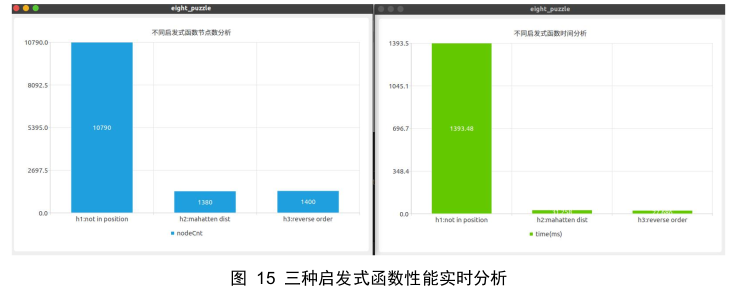 eight_puzzle
不同启发式函数节点数分析
10790.0
8092.5
5395.0
2697.5
0.0
10790
1380
1400
h1:not in position
h2:mahatten dist
h3:reverse order
nodeCnt
eight_puzzle
不同启发式函数时间分析
1393.5
1045.1
696.7
348.4
0.0
1393.48
h1:not in position
h2:mahatten dist
h3:reverse order
time(ms)
图 15 三种启发式函数性能实时分析